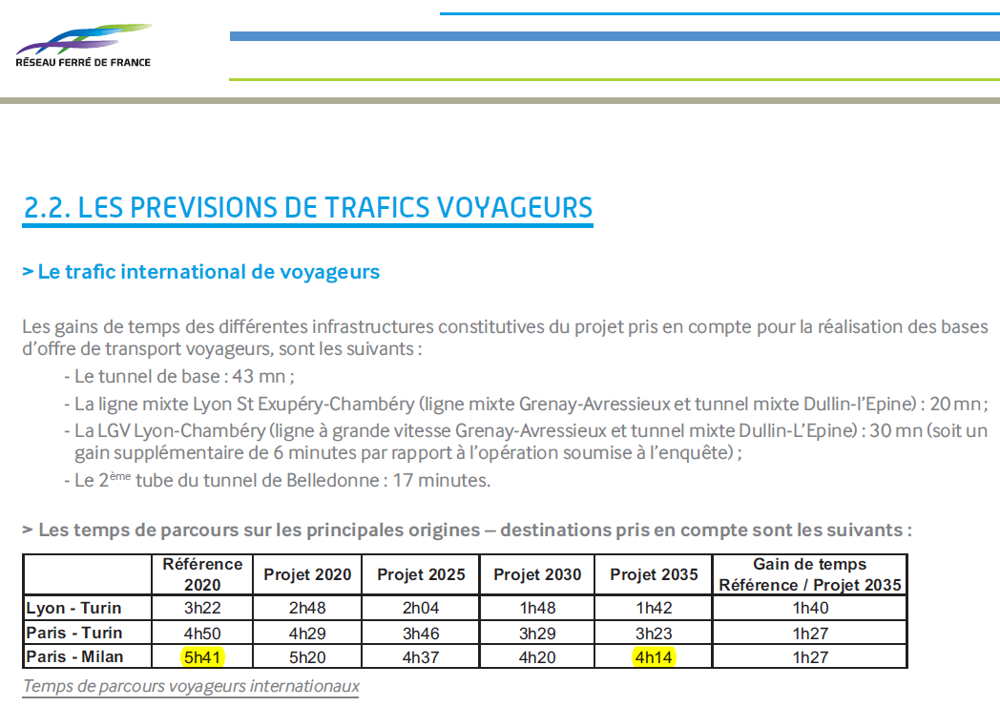 RÉSEAU FERRÉ DE FRANCE
2.2. LES PREVISIONS DE TRAFICS VOYAGEURS
> Le trafic international de voyageurs
Les gains de temps des différentes infrastructures constitutives du projet pris en compte pour la réalisation des bases
d’offre de transport voyageurs, sont les suivants :
- Le tunnel de base : 43 mn ;
- La ligne mixte Lyon St Exupéry-Chambéry (ligne mixte Grenay-Avressieux et tunnel mixte Dullin-l’Epine) : 20 mn ;
- La LGV Lyon-Chambéry (ligne à grande vitesse Grenay-Avressieux et tunnel mixte Dullin-L’Epine) : 30 mn (soit un
gain supplémentaire de 6 minutes par rapport à l’opération soumise à l’enquête) ;
- Le 2ème tube du tunnel de Belledonne : 17 minutes.
> Les temps de parcours sur les principales origines – destinations pris en compte sont les suivants :
Référence 2020 Projet 2020 Projet 2025 Projet 2030 Projet 2035 Gain de temps Référence / Projet 2035
Lyon - Turin 3h22 2h48 2h04 1h48 1h42 1h40
Paris - Turin 4h50 4h29 3h46 3h29 3h23 1h27
Paris - Milan 5h41 5h20 4h37 4h20 4h14 1h27
Temps de parcours voyageurs internationaux